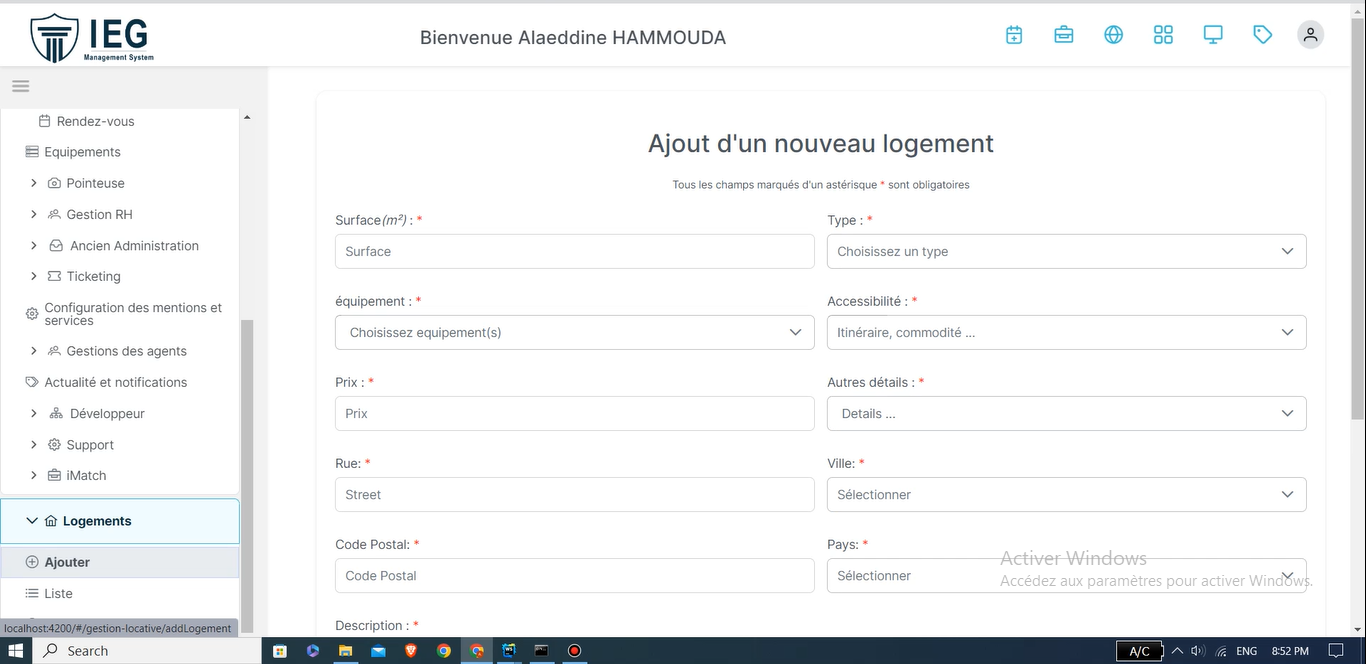 IEG
Management System
Bienvenue Alaeddine HAMMOUDA
Rendez-vous
Equipements
Pointeuse
Gestion RH
Ancien Administration
Ticketing
Configuration des mentions et
services
Gestions des agents
Actualité et notifications
Développeur
Support
iMatch
Logements
Ajouter
Liste
localhost:4200/#/gestion-locative/addLogement
Ajout d'un nouveau logement
Tous les champs marqués d'un astérisque * sont obligatoires
Surface(m²) : *
Surface
Type : *
Choisissez un type
équipement : *
Choisissez equipement(s)
Accessibilité : *
Itinéraire, commodité ...
Prix : *
Prix
Autres détails : *
Details ...
Rue: *
Street
Ville: *
Sélectionner
Code Postal: *
Code Postal
Pays: *
Sélectionner
Description : *
Activer Windows
Accédez aux paramètres pour activer Windows.
Search
A/C
ENG
8:52 PM